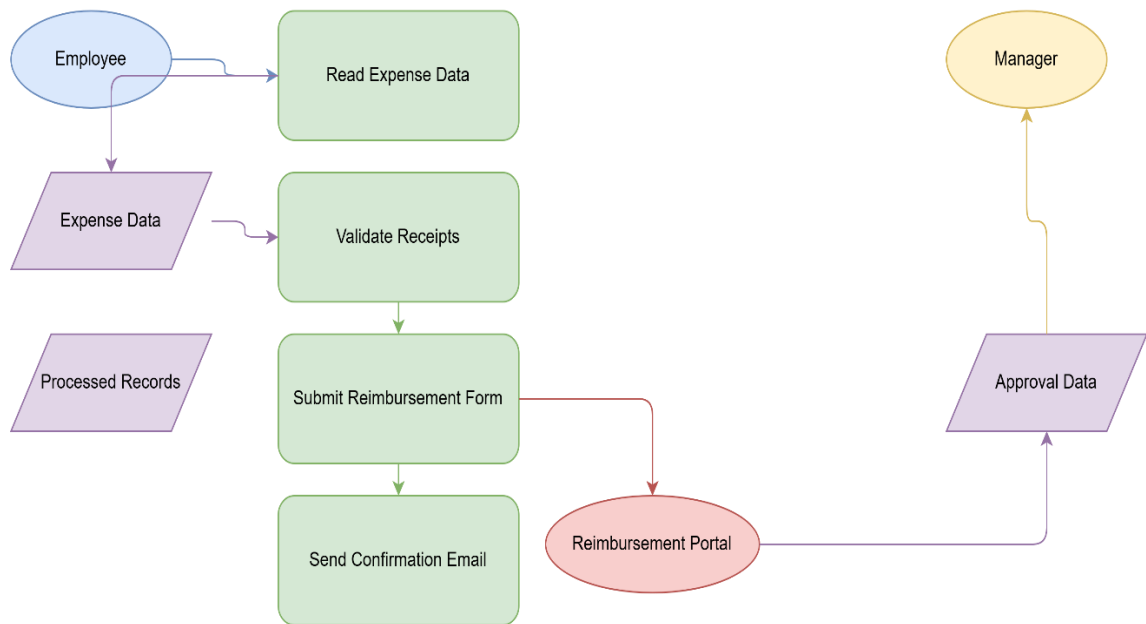 Employee
Read Expense Data
Manager
Expense Data
Validate Receipts
Processed Records
Submit Reimbursement Form
Approval Data
Send Confirmation Email
Reimbursement Portal